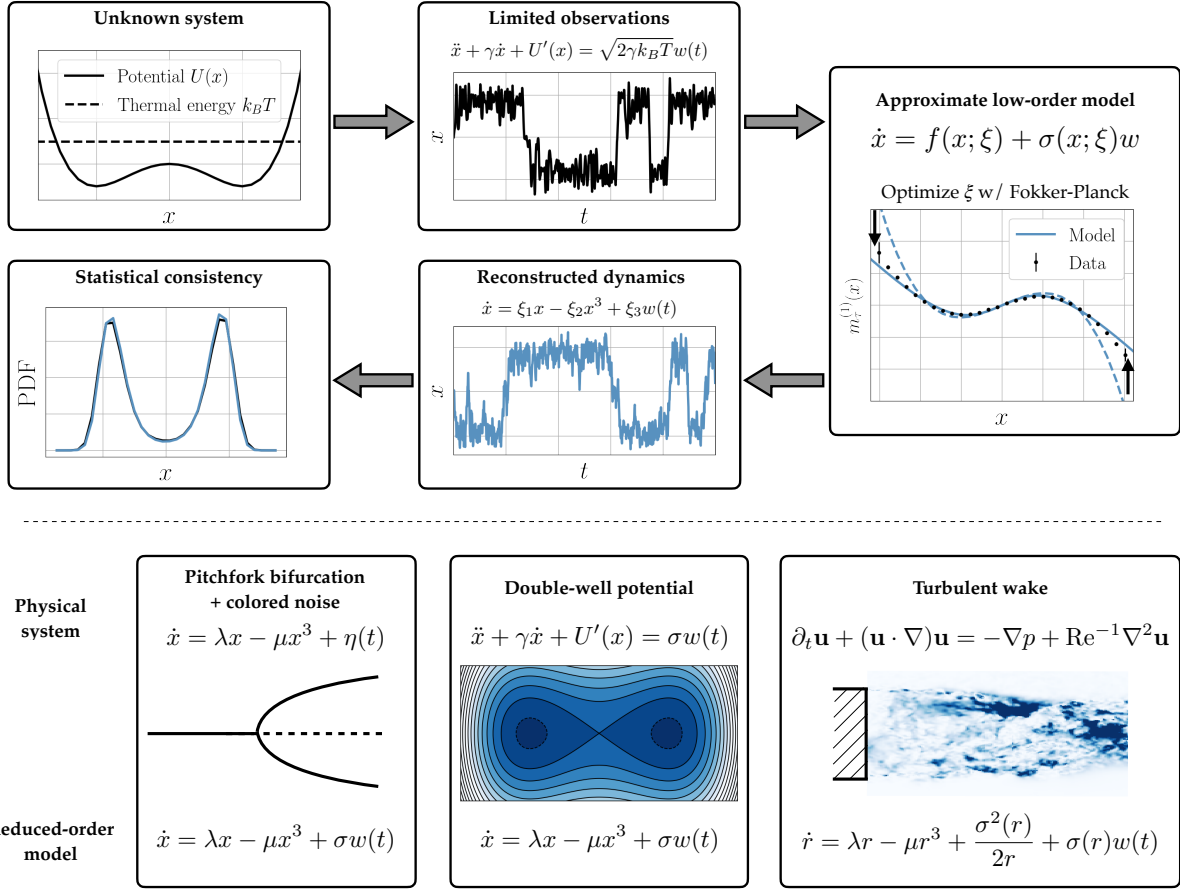 Unknown system
Potential U(x)
Thermal energy k_BT
x
Limited observations
ẍ + γẋ + U′(x) = √(2γk_BT)w(t)
x
t
Approximate low-order model
ẋ = f(x; ξ) + σ(x; ξ)w
Optimize ξ w/ Fokker-Planck
Model
Data
m_τ^(1)(x)
x
Statistical consistency
PDF
x
Reconstructed dynamics
ẋ = ξ₁x − ξ₂x³ + ξ₃w(t)
x
t
Physical
system
Pitchfork bifurcation
+ colored noise
ẋ = λx − μx³ + η(t)
Double-well potential
ẍ + γẋ + U′(x) = σw(t)
Turbulent wake
∂ₜu + (u · ∇)u = −∇p + Re⁻¹∇²u
educed-order
model
ẋ = λx − μx³ + σw(t)
ẋ = λx − μx³ + σw(t)
ṙ = λr − μr³ + σ²(r)/2r + σ(r)w(t)